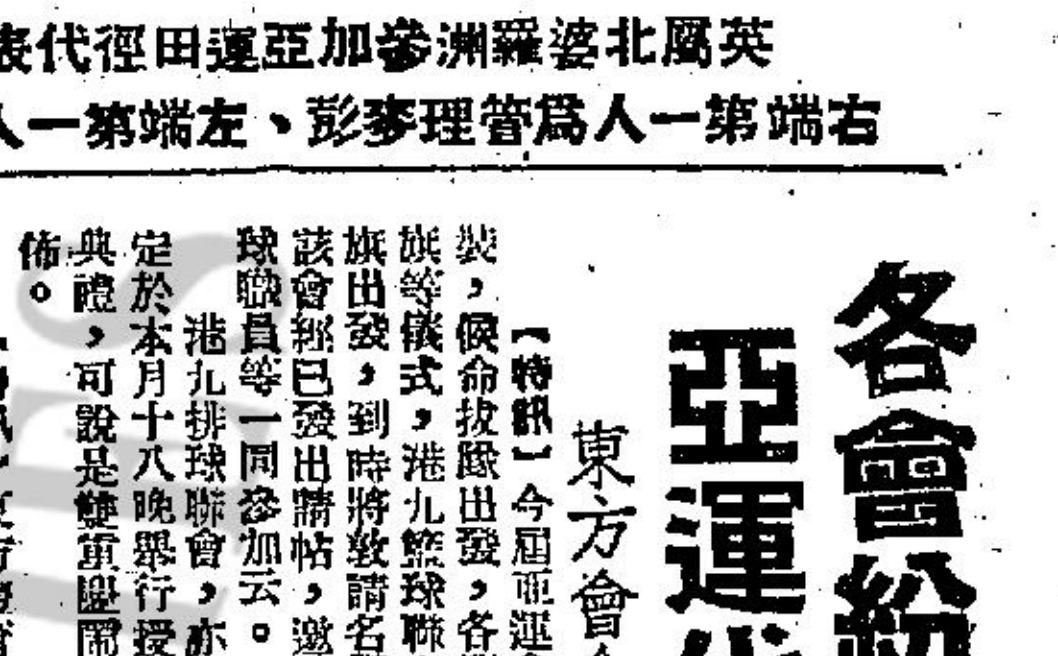 英屬北婆羅洲參加亞運田徑代表
右端第一人為管理麥彭、左端第一人
各會紛
亞運代
東方會
【特訊】今屆亞運
裝,候命拔隊出發,各
旗等儀式,港九籃球聯
旗出發,到時將敦請名
該會經已發出請帖,邀
球職員等一同參加云。
港九排球聯會,亦
定於本月十八晚舉行授
典禮,可說是雙重盛鬧
佈。